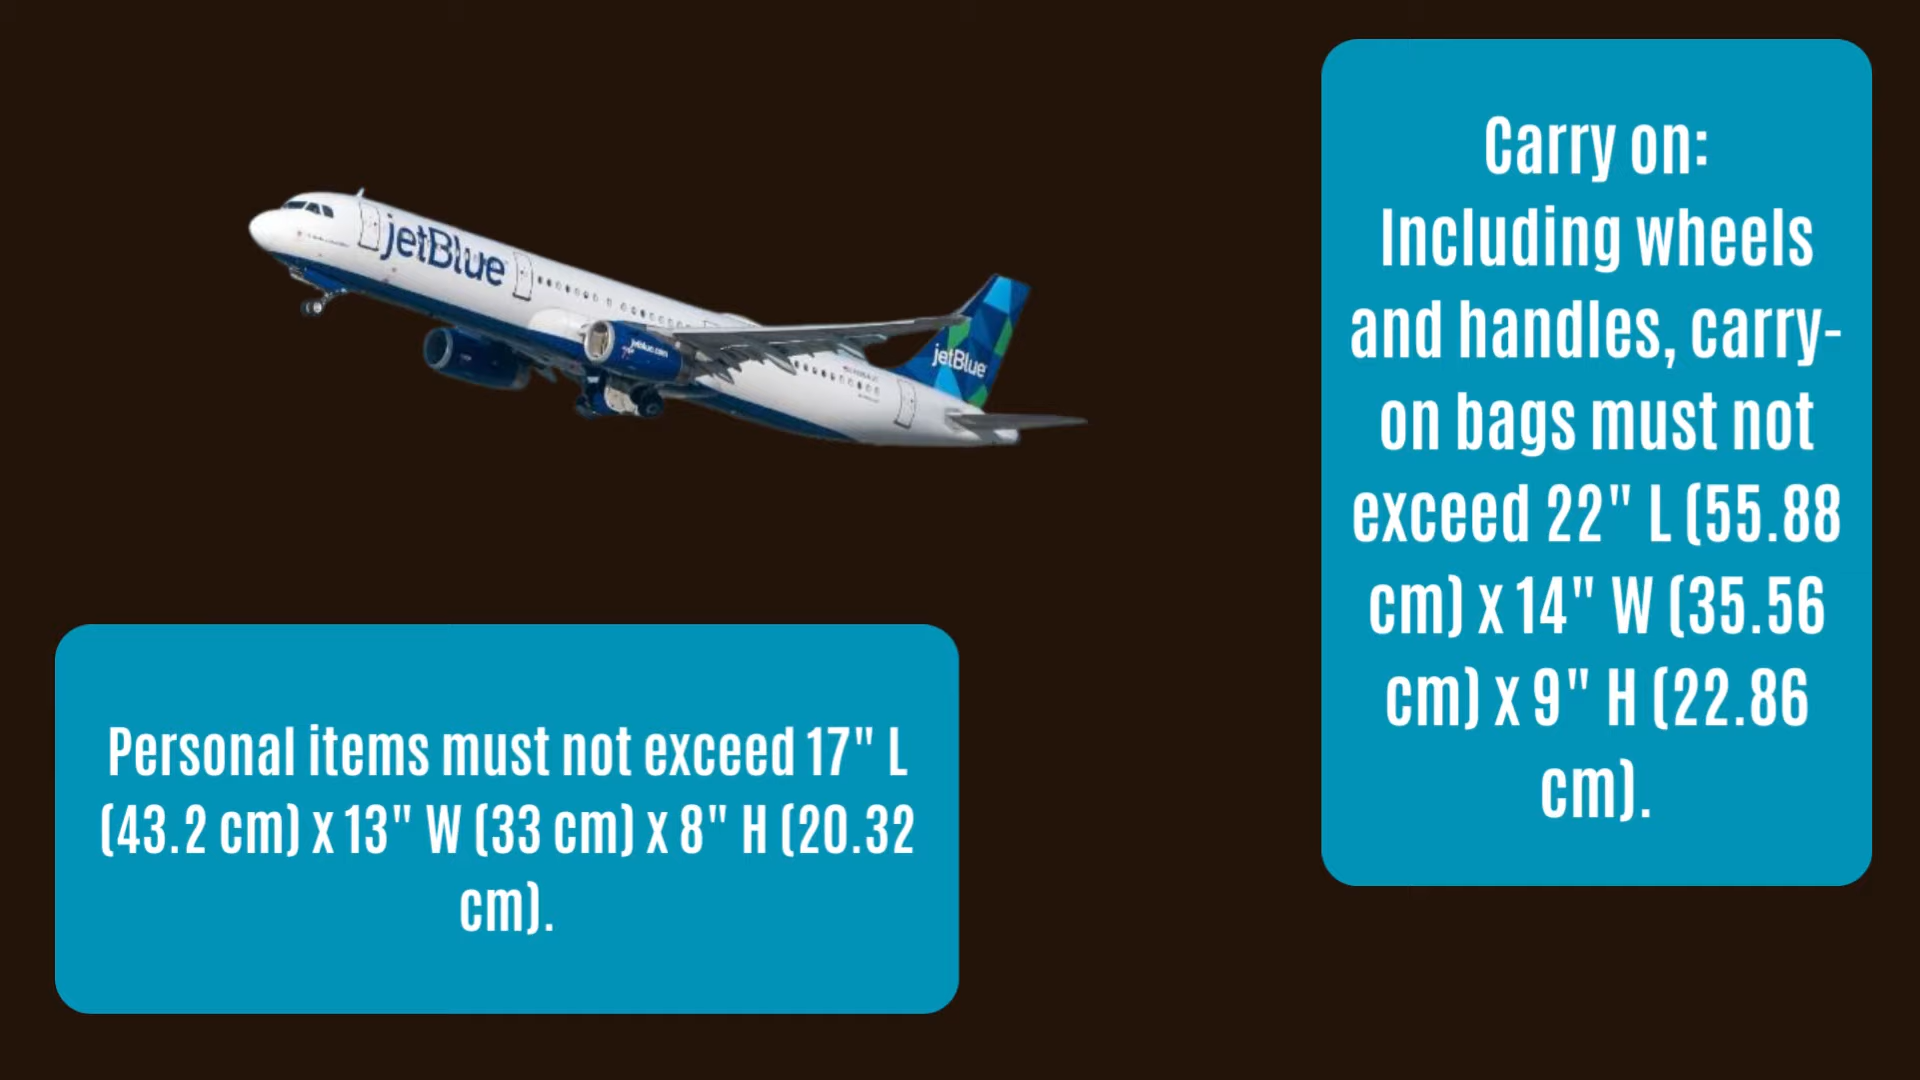 jetBlue
jetBlue
jetblue.com
Carry on:
Including wheels
and handles, carry-
on bags must not
exceed 22" L (55.88
cm) x 14" W (35.56
cm) x 9" H (22.86
cm).
Personal items must not exceed 17" L
(43.2 cm) x 13" W (33 cm) x 8" H (20.32
cm).